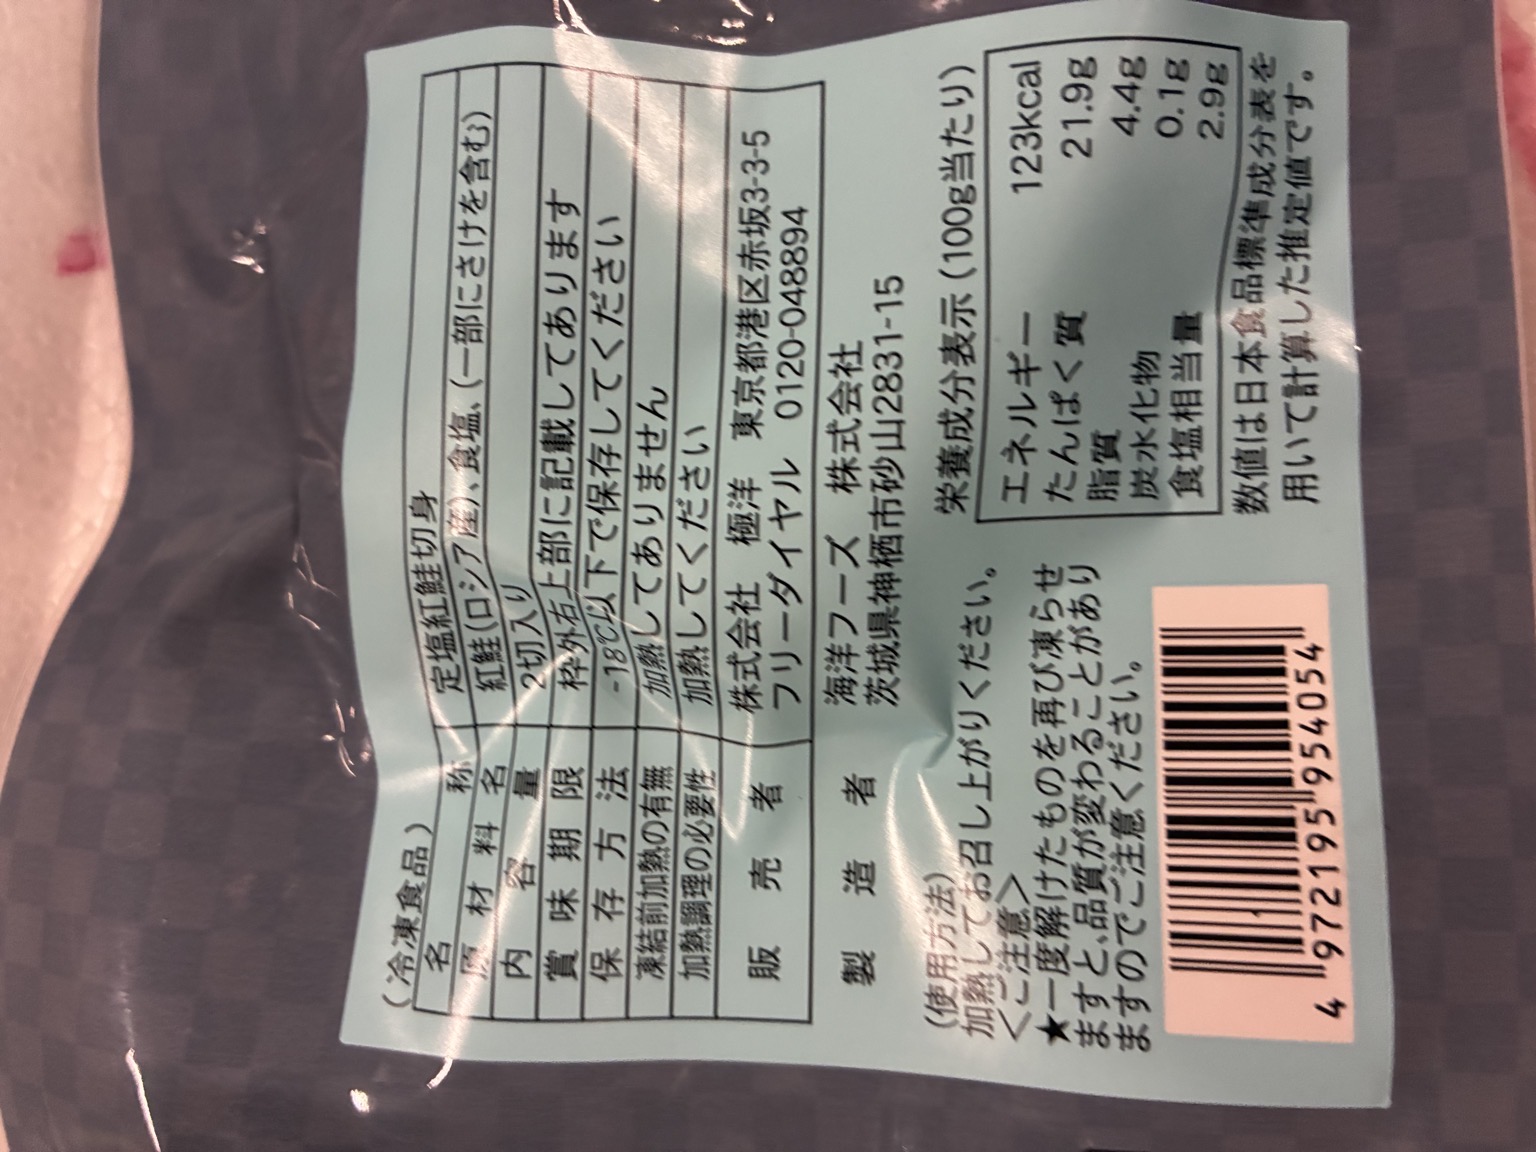 (冷凍食品)
名称 定塩紅鮭切身
原材料名 紅鮭(ロシア産)、食塩、(一部にさけを含む)
内容量 2切入り
賞味期限 枠外右上部に記載してあります
保存方法 -18℃以下で保存してください
凍結前加熱の有無 加熱してありません
加熱調理の必要性 加熱してください
販売者 株式会社 極洋 東京都港区赤坂3-3-5
フリーダイヤル 0120-048894
製造者 海洋フーズ 株式会社
茨城県神栖市砂山2831-15
(使用方法)
加熱してお召し上がりください。
<ご注意>
★一度解けたものを再び凍らせ
ますと、品質が変わることがあり
ますのでご注意ください。
4 972195 954054
栄養成分表示(100g当たり)
エネルギー 123kcal
たんぱく質 21.9g
脂質 4.4g
炭水化物 0.1g
食塩相当量 2.9g
数値は日本食品標準成分表を
用いて計算した推定値です。